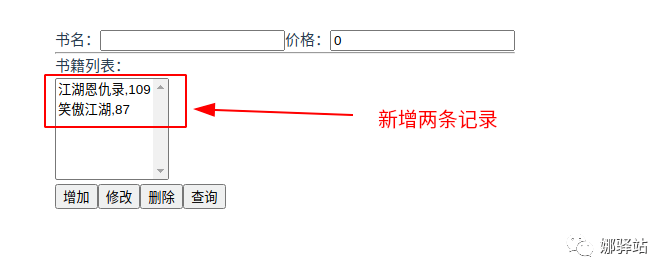 书名： 价格： 0
书籍列表：
江湖恩仇录,109
笑傲江湖,87
新增两条记录
增加 修改 删除 查询
娜驿站